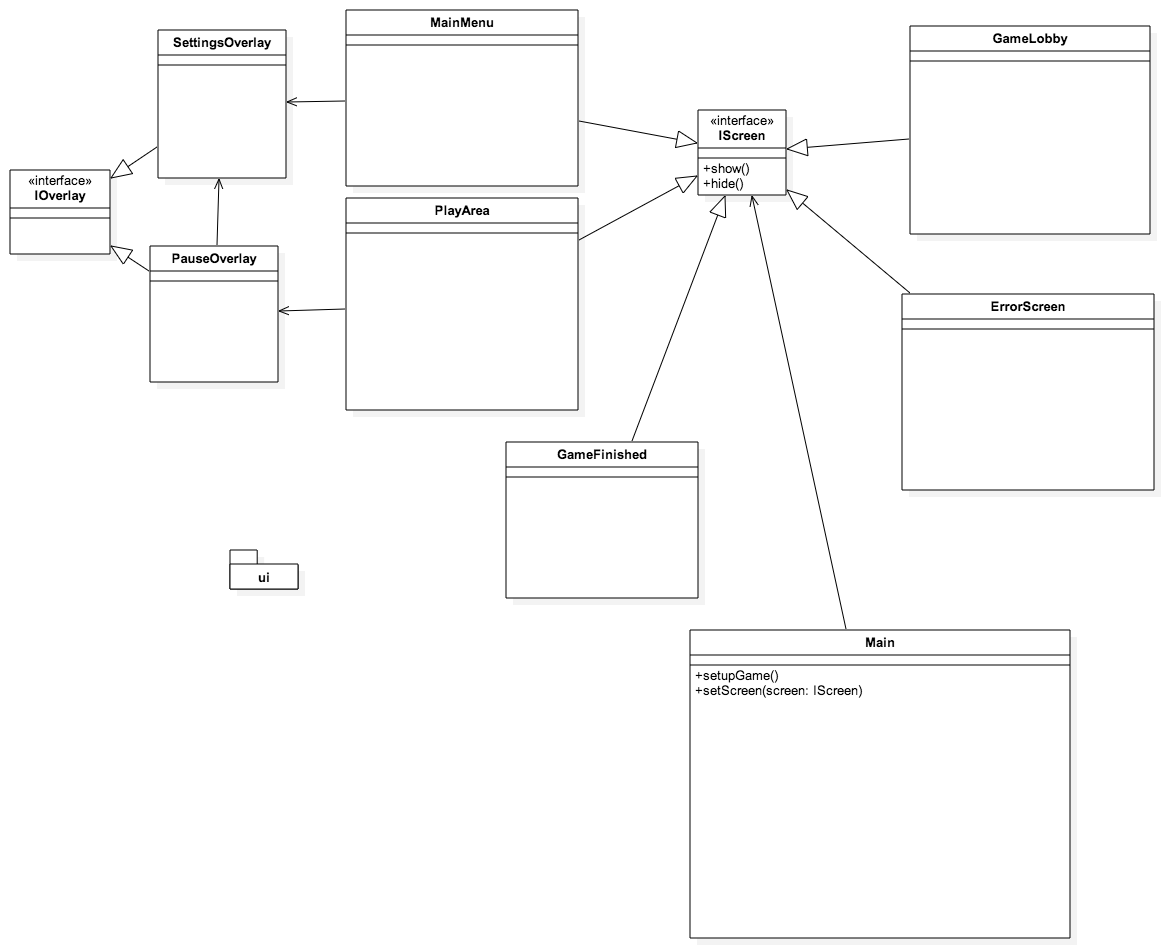 MainMenu
SettingsOverlay
GameLobby
«interface»
IScreen
+show()
+hide()
«interface»
IOverlay
PlayArea
PauseOverlay
ErrorScreen
GameFinished
ui
Main
+setupGame()
+setScreen(screen: IScreen)